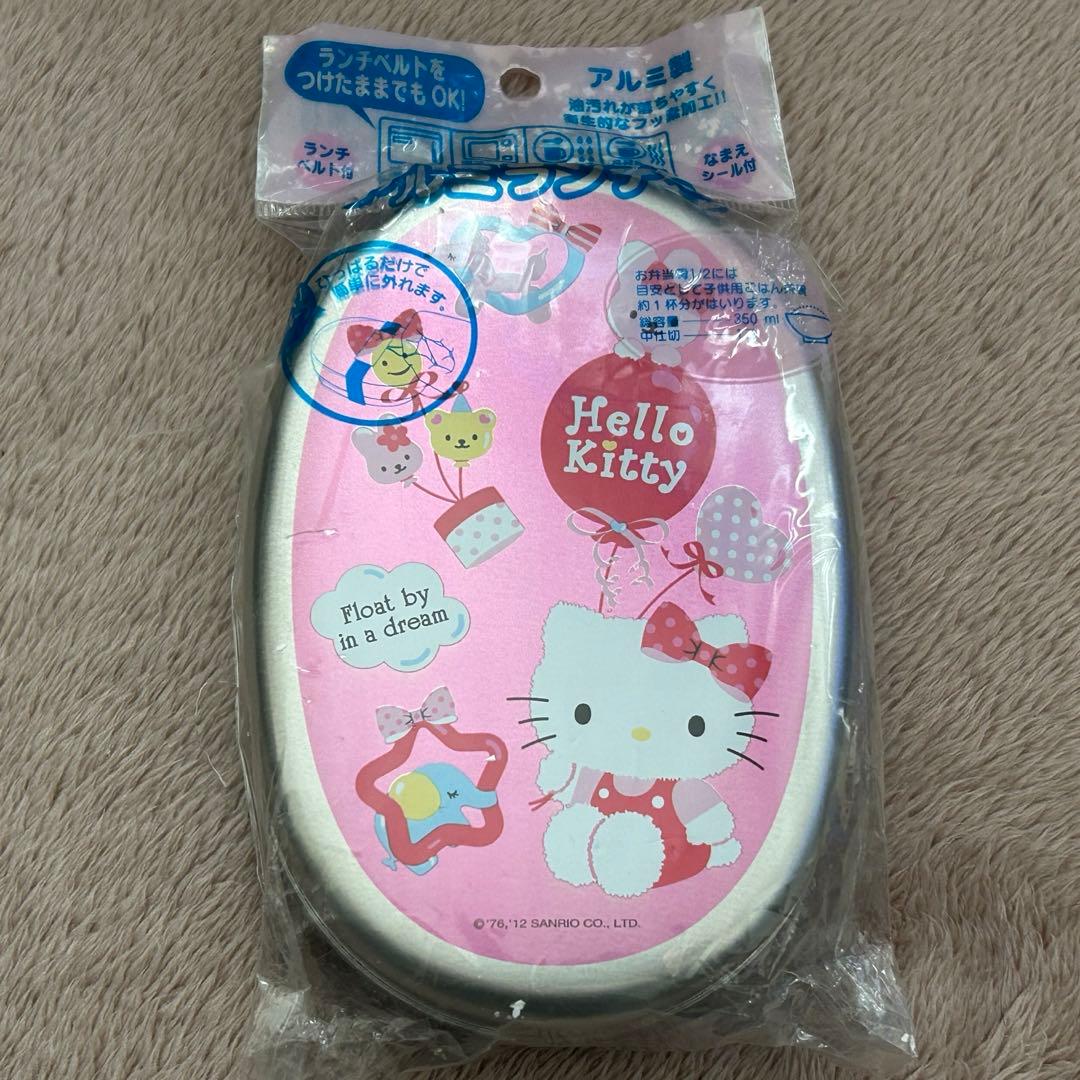 ランチベルトを
つけたままでもOK!
アルミ製
油汚れが落ちやすく
衛生的なフッ素加工!!
ランチ
ベルト付
なまえ
シール付
ひっぱるだけで
簡単に外れます。
お弁当箱1/2には
目安として子供用ごはん茶碗
約1杯分がはいります。
総容量 350 ml
中仕切
Hello
Kitty
Float by
in a dream
©'76,'12 SANRIO CO., LTD.